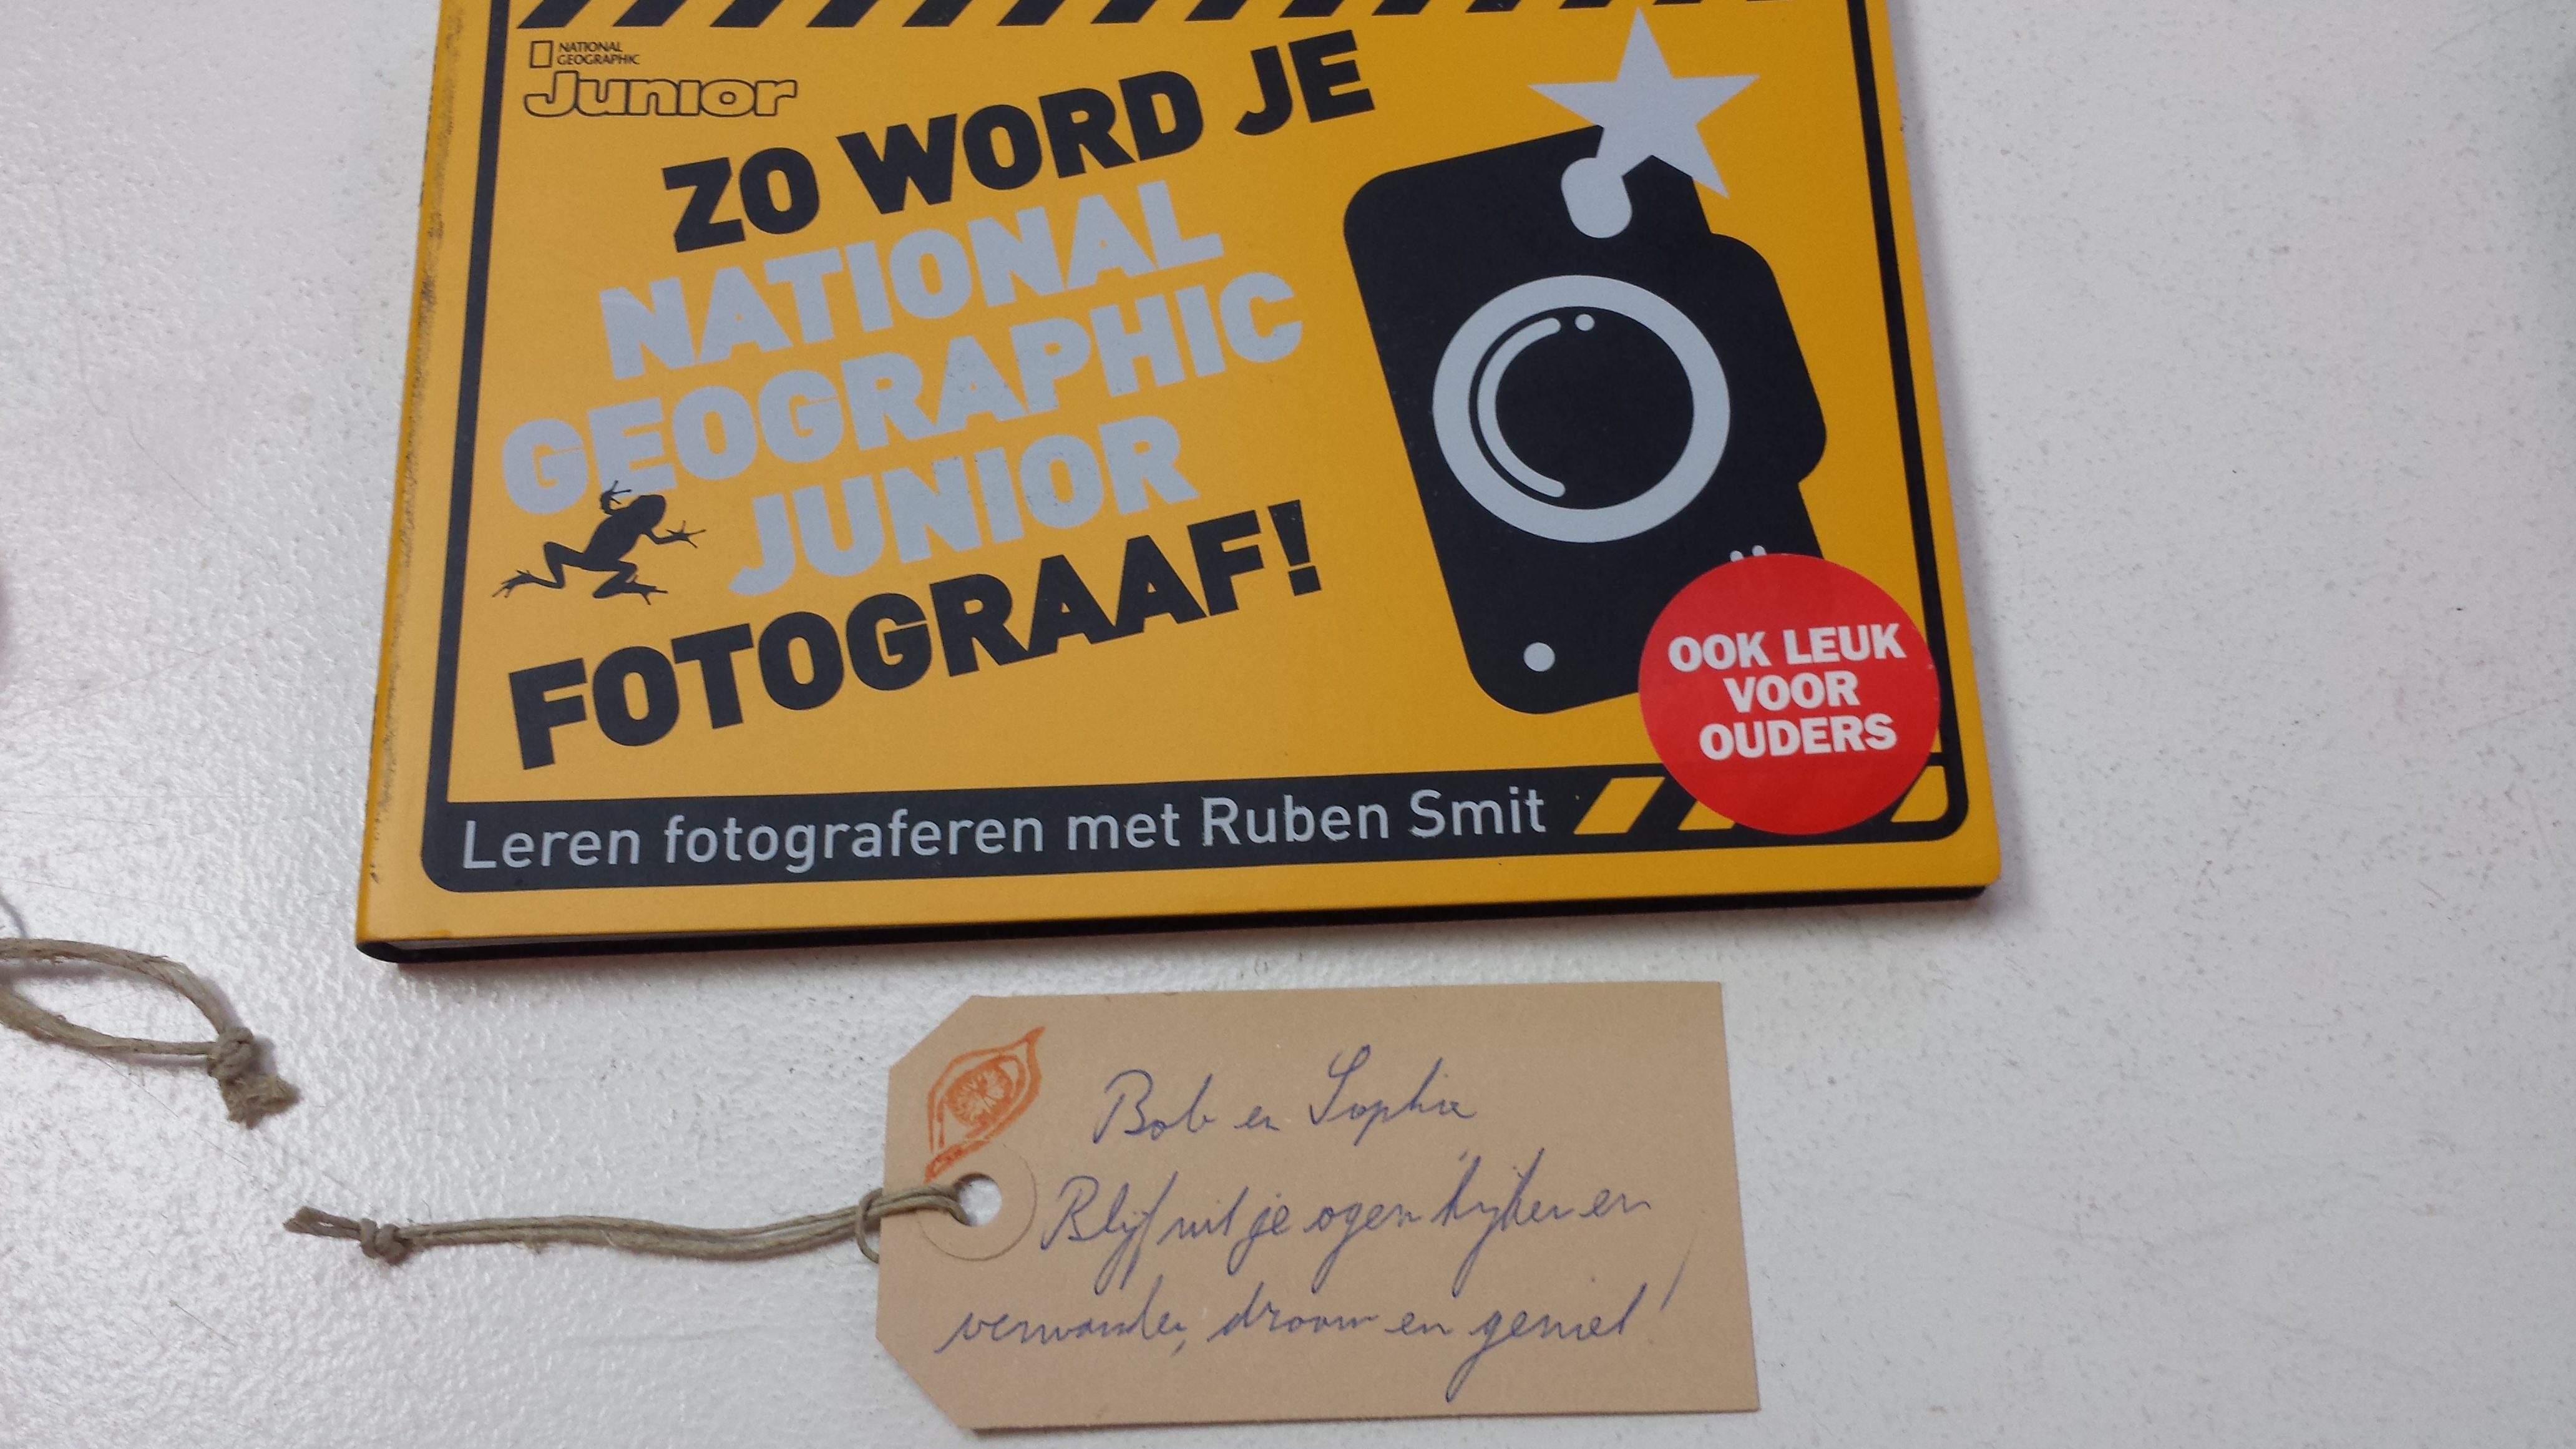 NATIONAL
GEOGRAPHIC
Junior
ZO WORD JE
NATIONAL
GEOGRAPHIC
JUNIOR
FOTOGRAAF!
OOK LEUK
VOOR
OUDERS
Leren fotograferen met Ruben Smit
Bob en Sophie
Blijf uit je ogen kijken en
verwonder, droom en geniet!